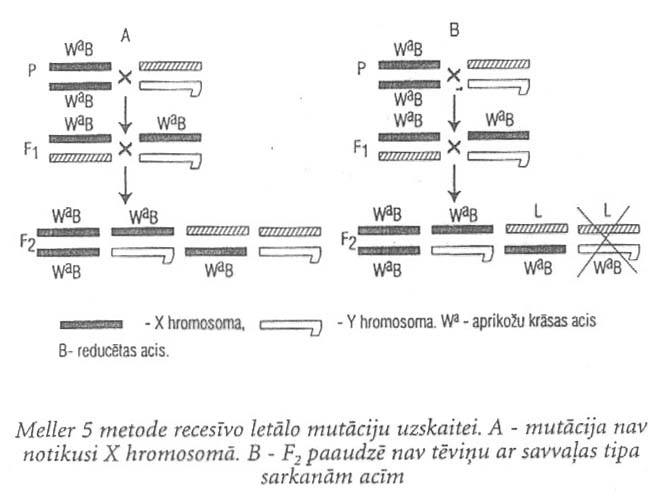 A B
WªB WªB
P P
WªB WªB
WªB WªB WªB WªB
F₁ F₁
WªB WªB WªB WªB L L
F₂ F₂
WªB WªB WªB WªB WªB
- X hromosoma, - Y hromosoma. Wª - aprikožu krāsas acis
B- reducētas acis.
Meller 5 metode recesīvo letālo mutāciju uzskaitei. A - mutācija nav
notikusi X hromosomā. B - F₂ paaudzē nav tēviņu ar savvaļas tipa
sarkanām acīm